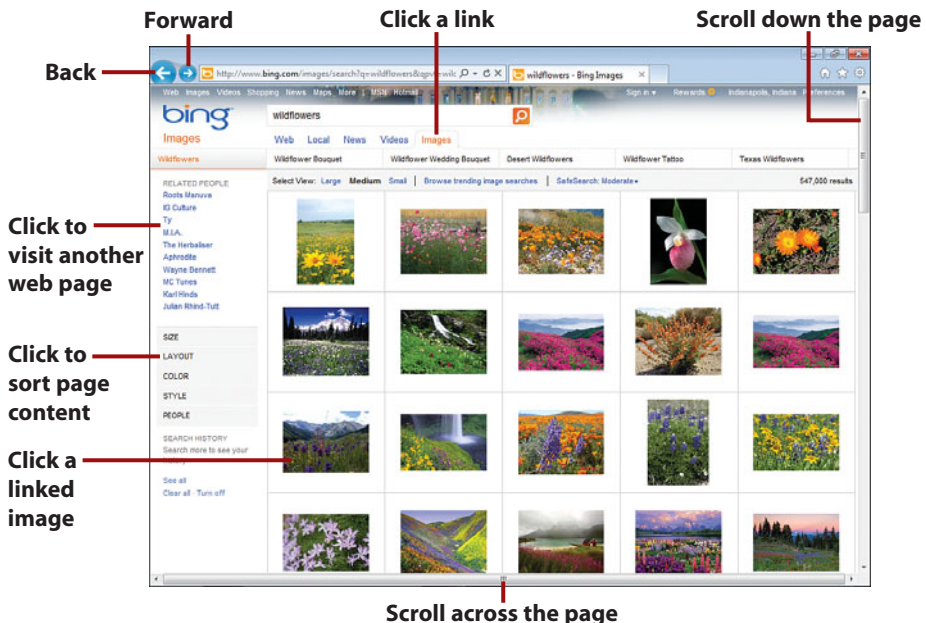 Forward
Click a link
Scroll down the page
Back
http://www.bing.com/images/search?q=wildflowers&qpvt=wilc
wildflowers - Bing Images
Web Images Videos Shopping News Maps More MSN Hotmail
Sign in Rewards Indianapolis, Indiana Preferences
bing
Images
wildflowers
Web Local News Videos Images
Wildflowers
Wildflower Bouquet
Wildflower Wedding Bouquet
Desert Wildflowers
Wildflower Tattoo
Texas Wildflowers
Select View: Large Medium Small | Browse trending image searches | SafeSearch: Moderate
547,000 results
RELATED PEOPLE
Roots Manuva
IG Culture
Ty
M.I.A.
The Herbaliser
Aphrodite
Wayne Bennett
MC Tunes
Karl Hinds
Julian Rhind-Tutt
Click to
visit another
web page
SIZE
LAYOUT
COLOR
STYLE
PEOPLE
Click to
sort page
content
SEARCH HISTORY
Search more to see your
See all
Clear all · Turn off
Click a
linked
image
Scroll across the page